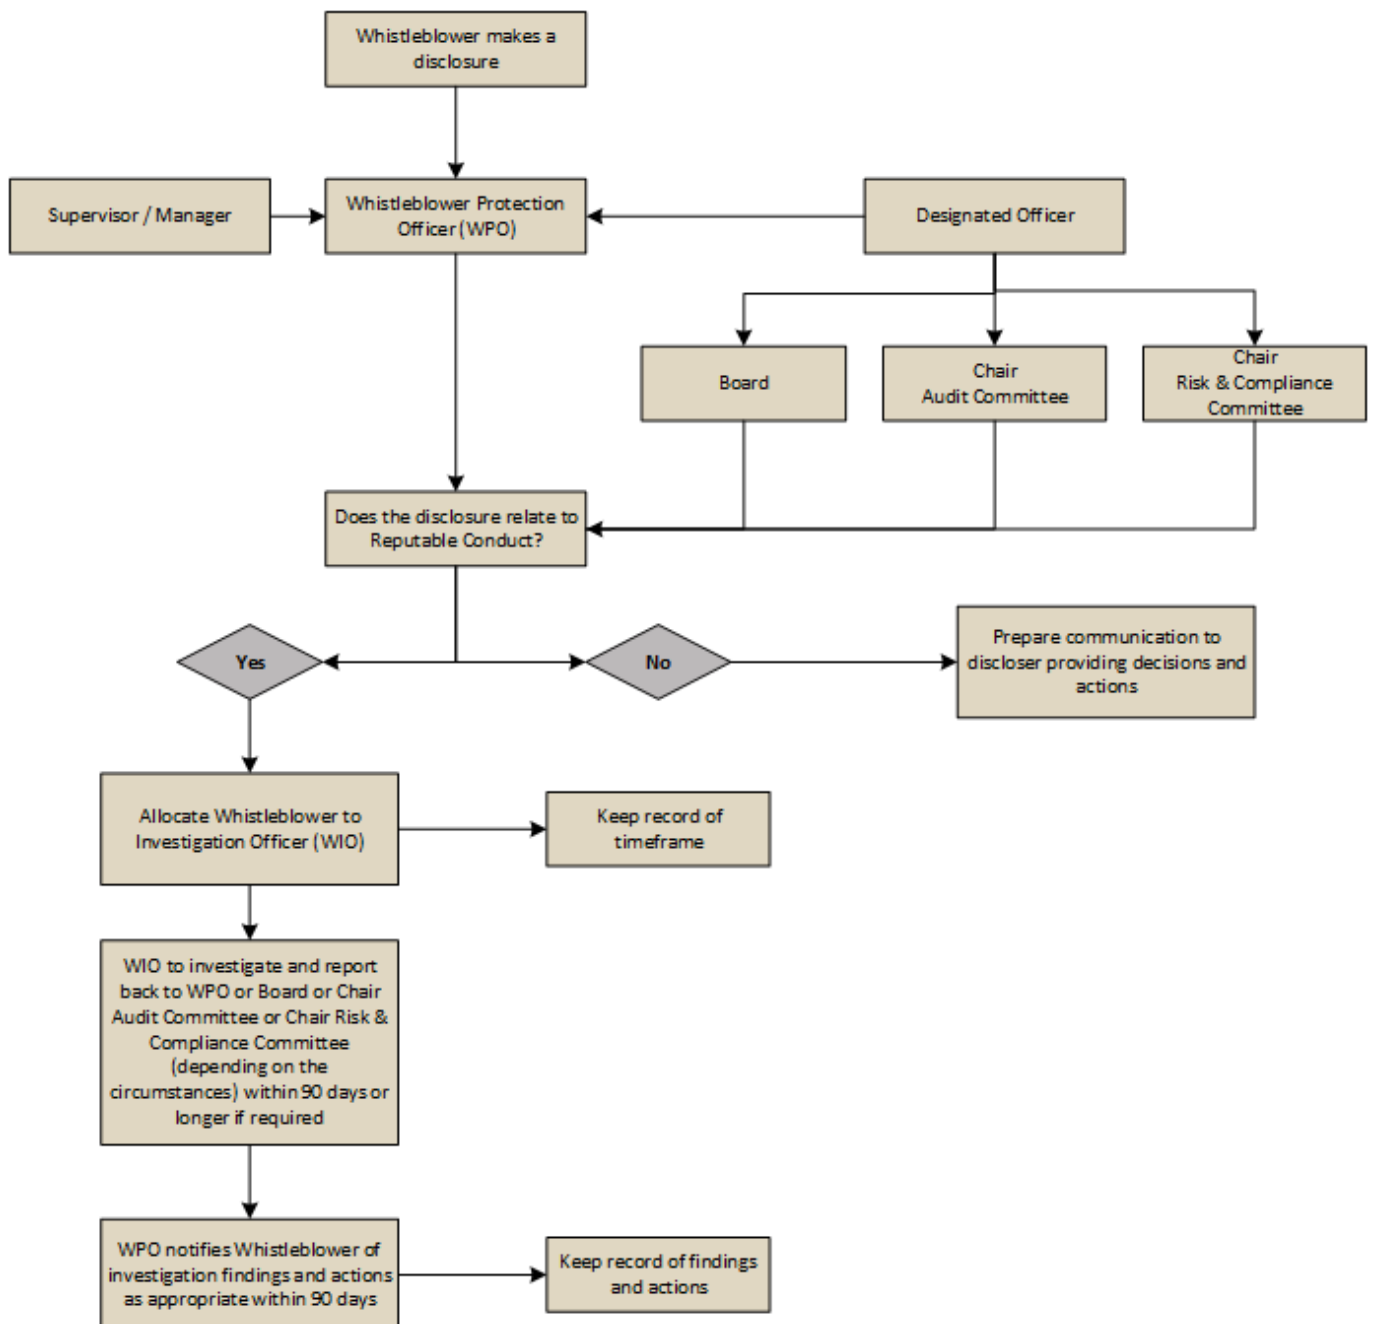 Whistleblower makes a
disclosure
Supervisor / Manager
Whistleblower Protection
Officer (WPO)
Designated Officer
Board
Chair
Audit Committee
Chair
Risk & Compliance
Committee
Does the disclosure relate to
Reputable Conduct?
Yes
No
Prepare communication to
discloser providing decisions and
actions
Allocate Whistleblower to
Investigation Officer (WIO)
Keep record of
timeframe
WIO to investigate and report
back to WPO or Board or Chair
Audit Committee or Chair Risk &
Compliance Committee
(depending on the
circumstances) within 90 days or
longer if required
WPO notifies Whistleblower of
investigation findings and actions
as appropriate within 90 days
Keep record of findings
and actions